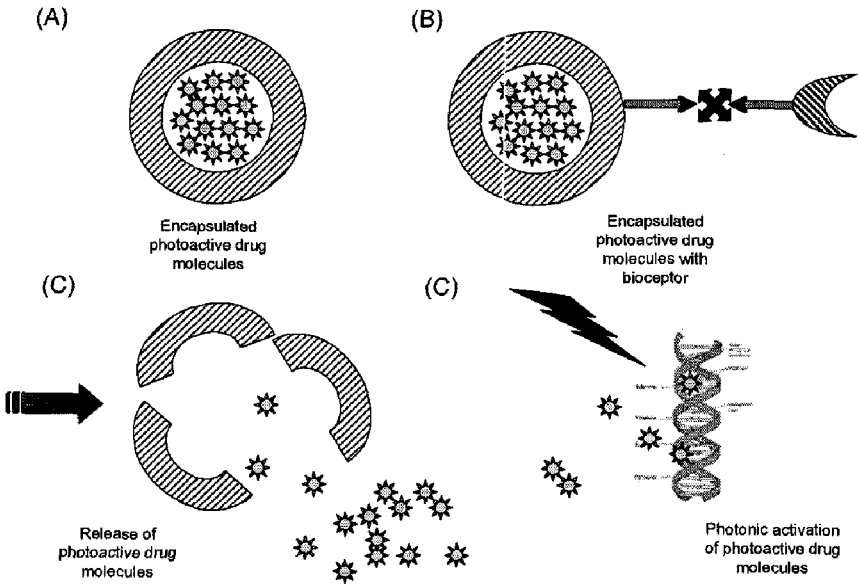 (A)
(B)
Encapsulated
photoactive drug
molecules
Encapsulated
photoactive drug
molecules with
bioceptor
(C)
(C)
Release of
photoactive drug
molecules
Photonic activation
of photoactive drug
molecules